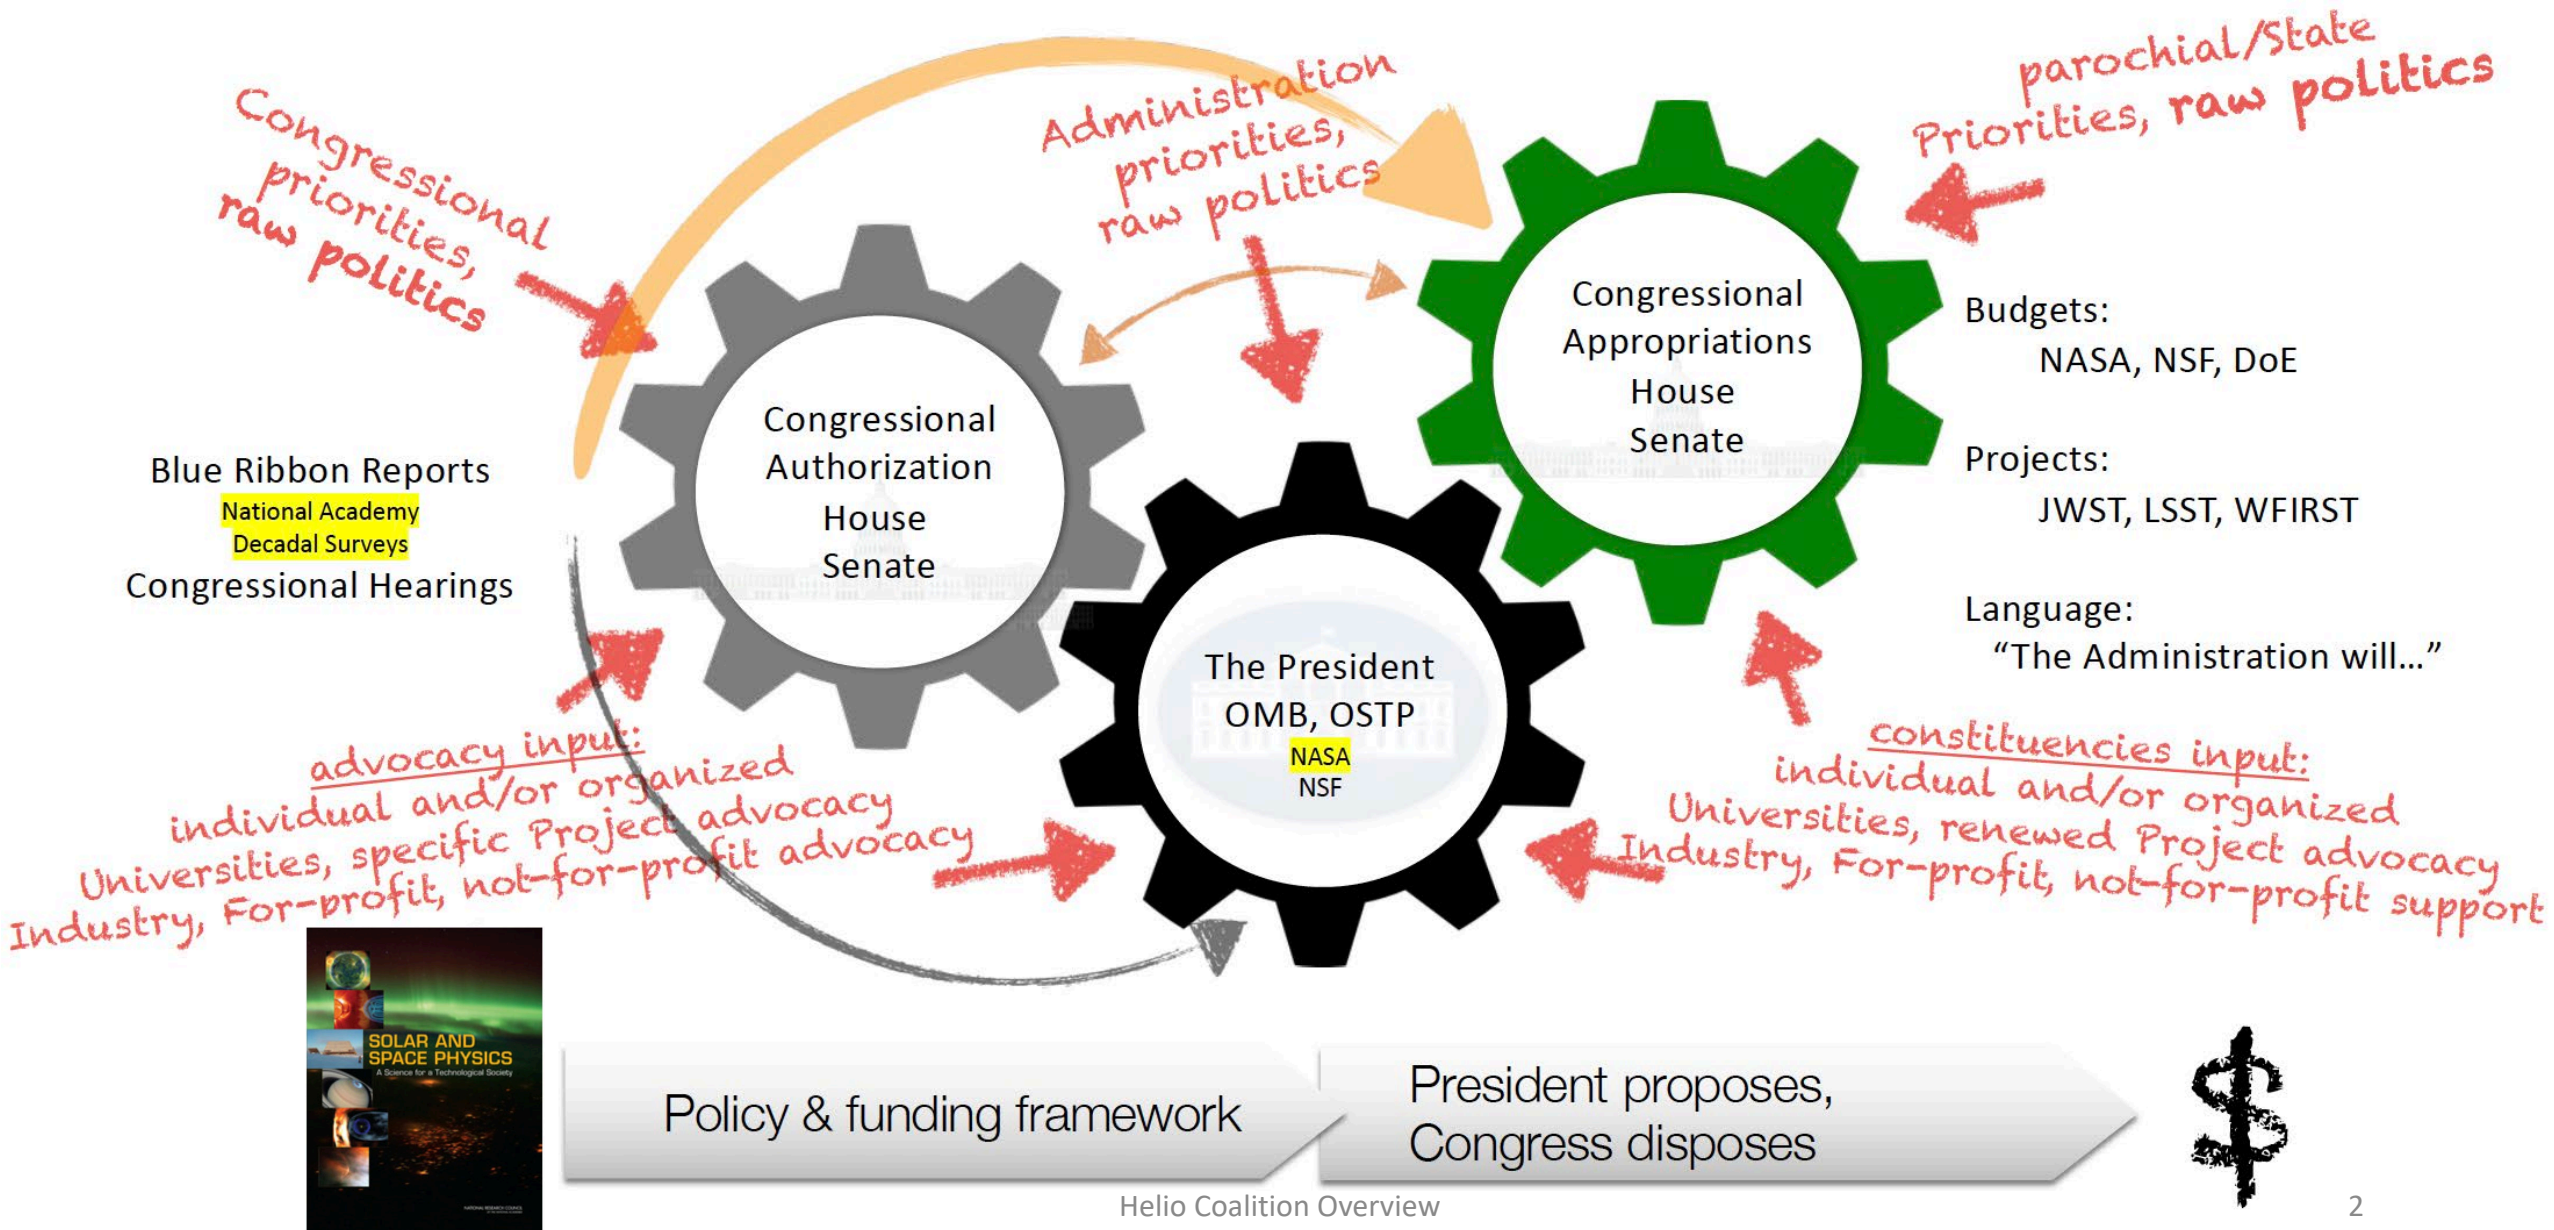 Congressional
priorities,
raw politics
Administration
priorities,
raw politics
parochial/State
Priorities, raw politics
Blue Ribbon Reports
National Academy
Decadal Surveys
Congressional Hearings
Congressional
Authorization
House
Senate
The President
OMB, OSTP
NASA
NSF
Congressional
Appropriations
House
Senate
Budgets:
NASA, NSF, DoE
Projects:
JWST, LSST, WFIRST
Language:
“The Administration will…”
advocacy input:
individual and/or organized
Universities, specific Project advocacy
Industry, For-profit, not-for-profit advocacy
constituencies input:
individual and/or organized
Universities, renewed Project advocacy
Industry, For-profit, not-for-profit support
SOLAR AND
SPACE PHYSICS
A Science for a Technological Society
NATIONAL RESEARCH COUNCIL
Policy & funding framework
President proposes,
Congress disposes
$
Helio Coalition Overview
2